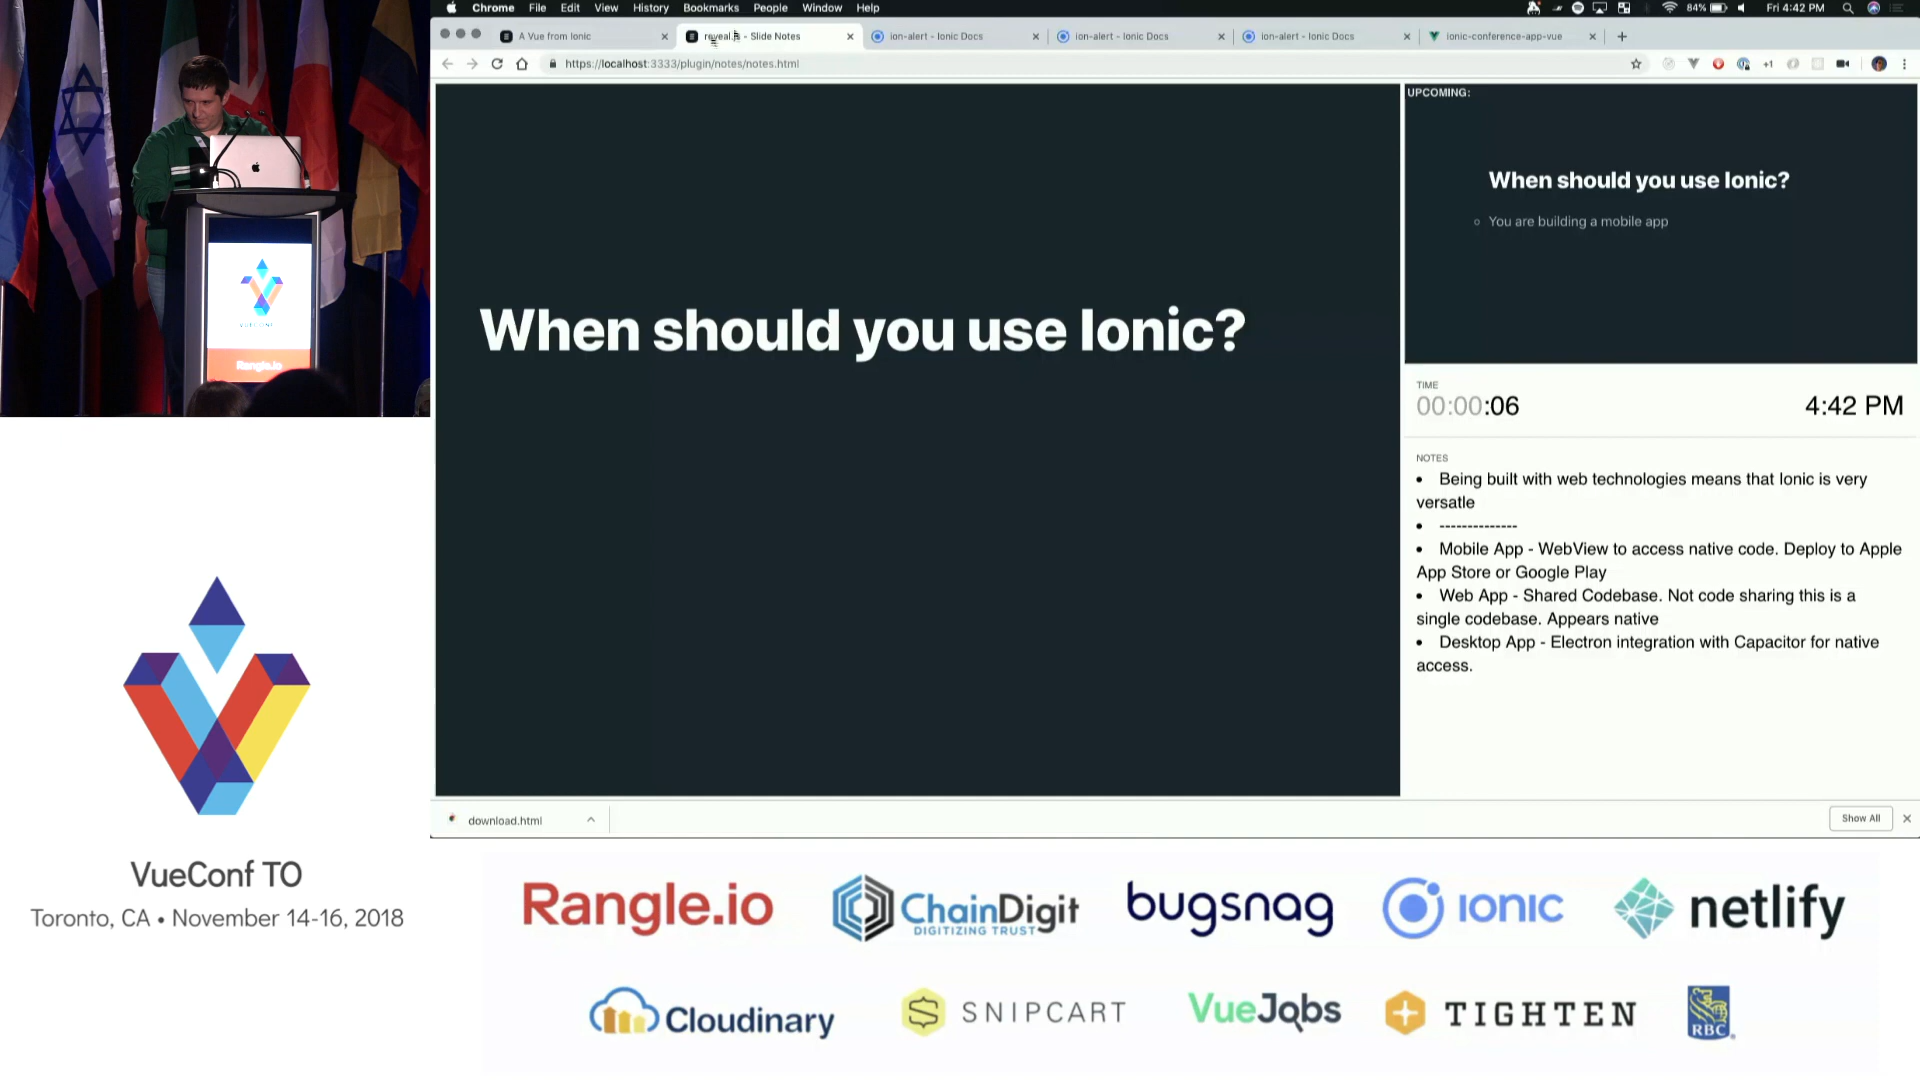 Chrome File Edit View History Bookmarks People Window Help
84% Fri 4:42 PM
A Vue from Ionic
- Slide Notes
ion-alert - Ionic Docs
ion-alert - Ionic Docs
ion-alert - Ionic Docs
ionic-conference-app-vue
https://localhost:3333/plugin/notes/notes.html
+1
When should you use Ionic?
UPCOMING:
When should you use Ionic?
You are building a mobile app
TIME
00:00:06
4:42 PM
NOTES
• Being built with web technologies means that Ionic is very
versatle
• --------------
• Mobile App - WebView to access native code. Deploy to Apple
App Store or Google Play
• Web App - Shared Codebase. Not code sharing this is a
single codebase. Appears native
• Desktop App - Electron integration with Capacitor for native
access.
download.html
Show All
VUECONF
Rangle.io
VueConf TO
Toronto, CA • November 14-16, 2018
Rangle.io
ChainDigit
DIGITIZING TRUST
bugsnag
IONIC
netlify
Cloudinary
SNIPCART
VueJobs
TIGHTEN
RBC